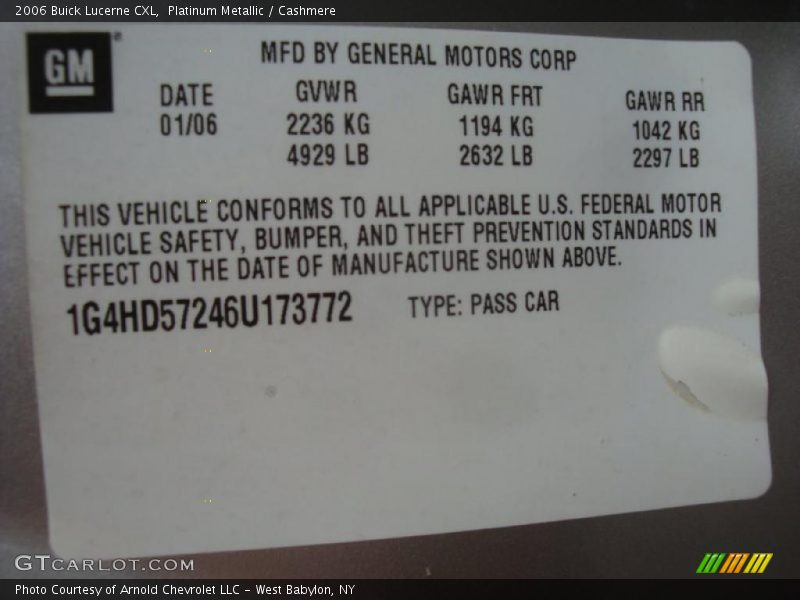 2006 Buick Lucerne CXL,  Platinum Metallic / Cashmere
GM
MFD BY GENERAL MOTORS CORP
DATE GVWR GAWR FRT GAWR RR
01/06 2236 KG 1194 KG 1042 KG
4929 LB 2632 LB 2297 LB
THIS VEHICLE CONFORMS TO ALL APPLICABLE U.S. FEDERAL MOTOR
VEHICLE SAFETY, BUMPER, AND THEFT PREVENTION STANDARDS IN
EFFECT ON THE DATE OF MANUFACTURE SHOWN ABOVE.
1G4HD57246U173772 TYPE: PASS CAR
GTCARLOT.COM
Photo Courtesy of Arnold Chevrolet LLC - West Babylon, NY